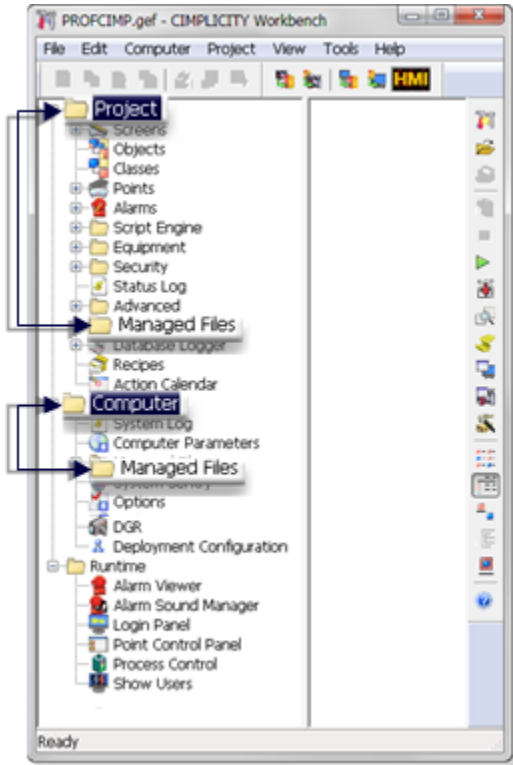 PROFCIMP.gef - CIMPLICITY Workbench
File Edit Computer Project View Tools Help
HMI
Project
Screens
Objects
Classes
Points
Alarms
Script Engine
Equipment
Security
Status Log
Advanced
Managed Files
Database Logger
Recipes
Action Calendar
Computer
System Log
Computer Parameters
Managed Files
System Sentry
Options
DGR
Deployment Configuration
Runtime
Alarm Viewer
Alarm Sound Manager
Login Panel
Point Control Panel
Process Control
Show Users
Ready